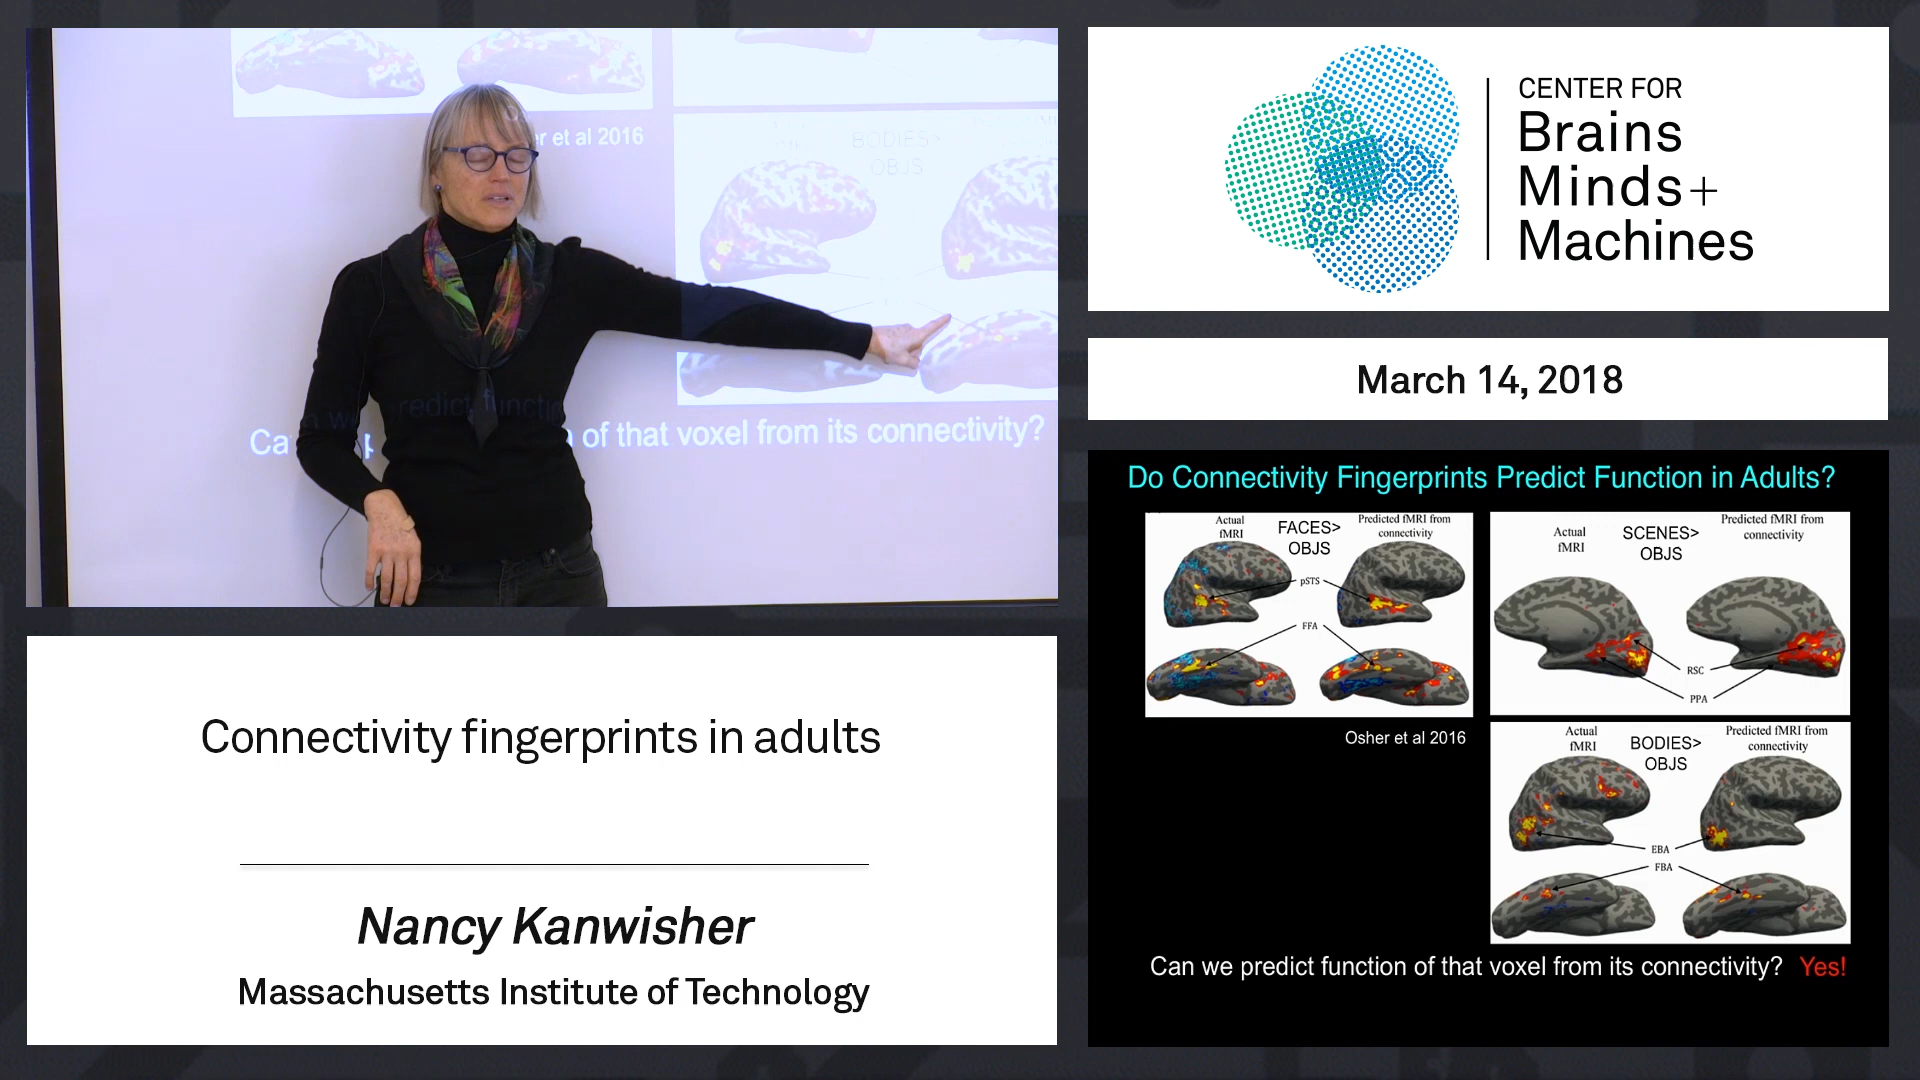 er et al 2016
BODIES>
OBJS
Ca
of that voxel from its connectivity?
CENTER FOR
Brains
Minds+
Machines
March 14, 2018
Do Connectivity Fingerprints Predict Function in Adults?
Actual
fMRI
FACES>
OBJS
Predicted fMRI from
connectivity
pSTS
FFA
Osher et al 2016
Actual
fMRI
SCENES>
OBJS
Predicted fMRI from
connectivity
RSC
PPA
Actual
fMRI
BODIES>
OBJS
Predicted fMRI from
connectivity
EBA
FBA
Can we predict function of that voxel from its connectivity? Yes!
Connectivity fingerprints in adults
Nancy Kanwisher
Massachusetts Institute of Technology